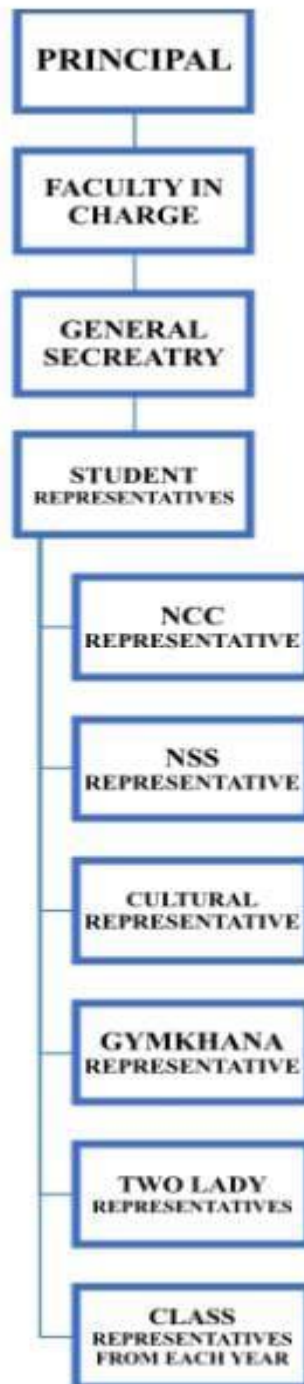 PRINCIPAL
FACULTY IN
CHARGE
GENERAL
SECREATRY
STUDENT
REPRESENTATIVES
NCC
REPRESENTATIVE
NSS
REPRESENTATIVE
CULTURAL
REPRESENTATIVE
GYMKHANA
REPRESENTATIVE
TWO LADY
REPRESENTATIVES
CLASS
REPRESENTATIVES
FROM EACH YEAR